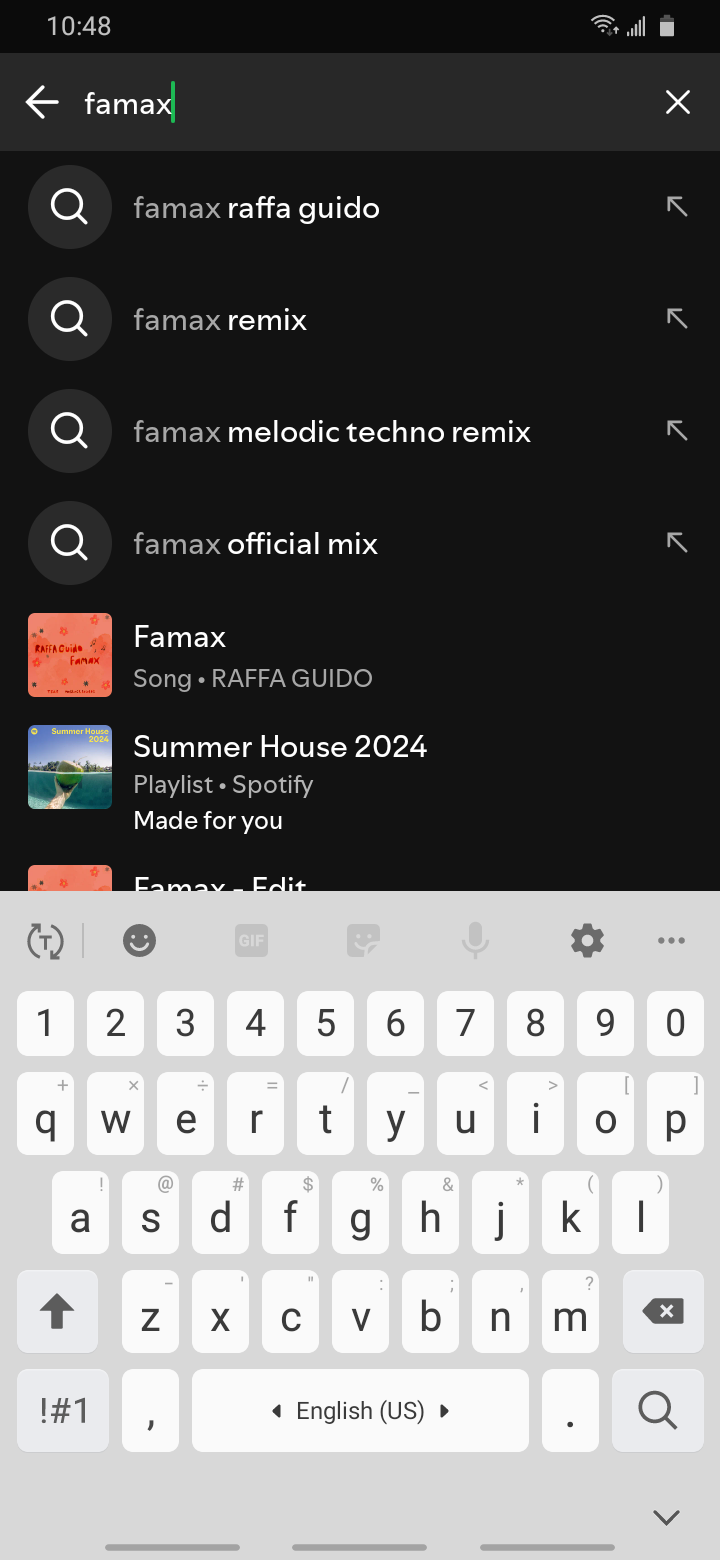 10:48
famax
famax raffa guido
famax remix
famax melodic techno remix
famax official mix
RAFFA Guido
Famax
Famax
Song • RAFFA GUIDO
Summer House
2024
Summer House 2024
Playlist • Spotify
Made for you
Famax - Edit
T GIF
1 2 3 4 5 6 7 8 9 0
+ × ÷ = / _ < > [ ]
q w e r t y u i o p
! @ # $ % & * ( )
a s d f g h j k l
- ' " : ; , ?
z x c v b n m
!#1 , English (US) .